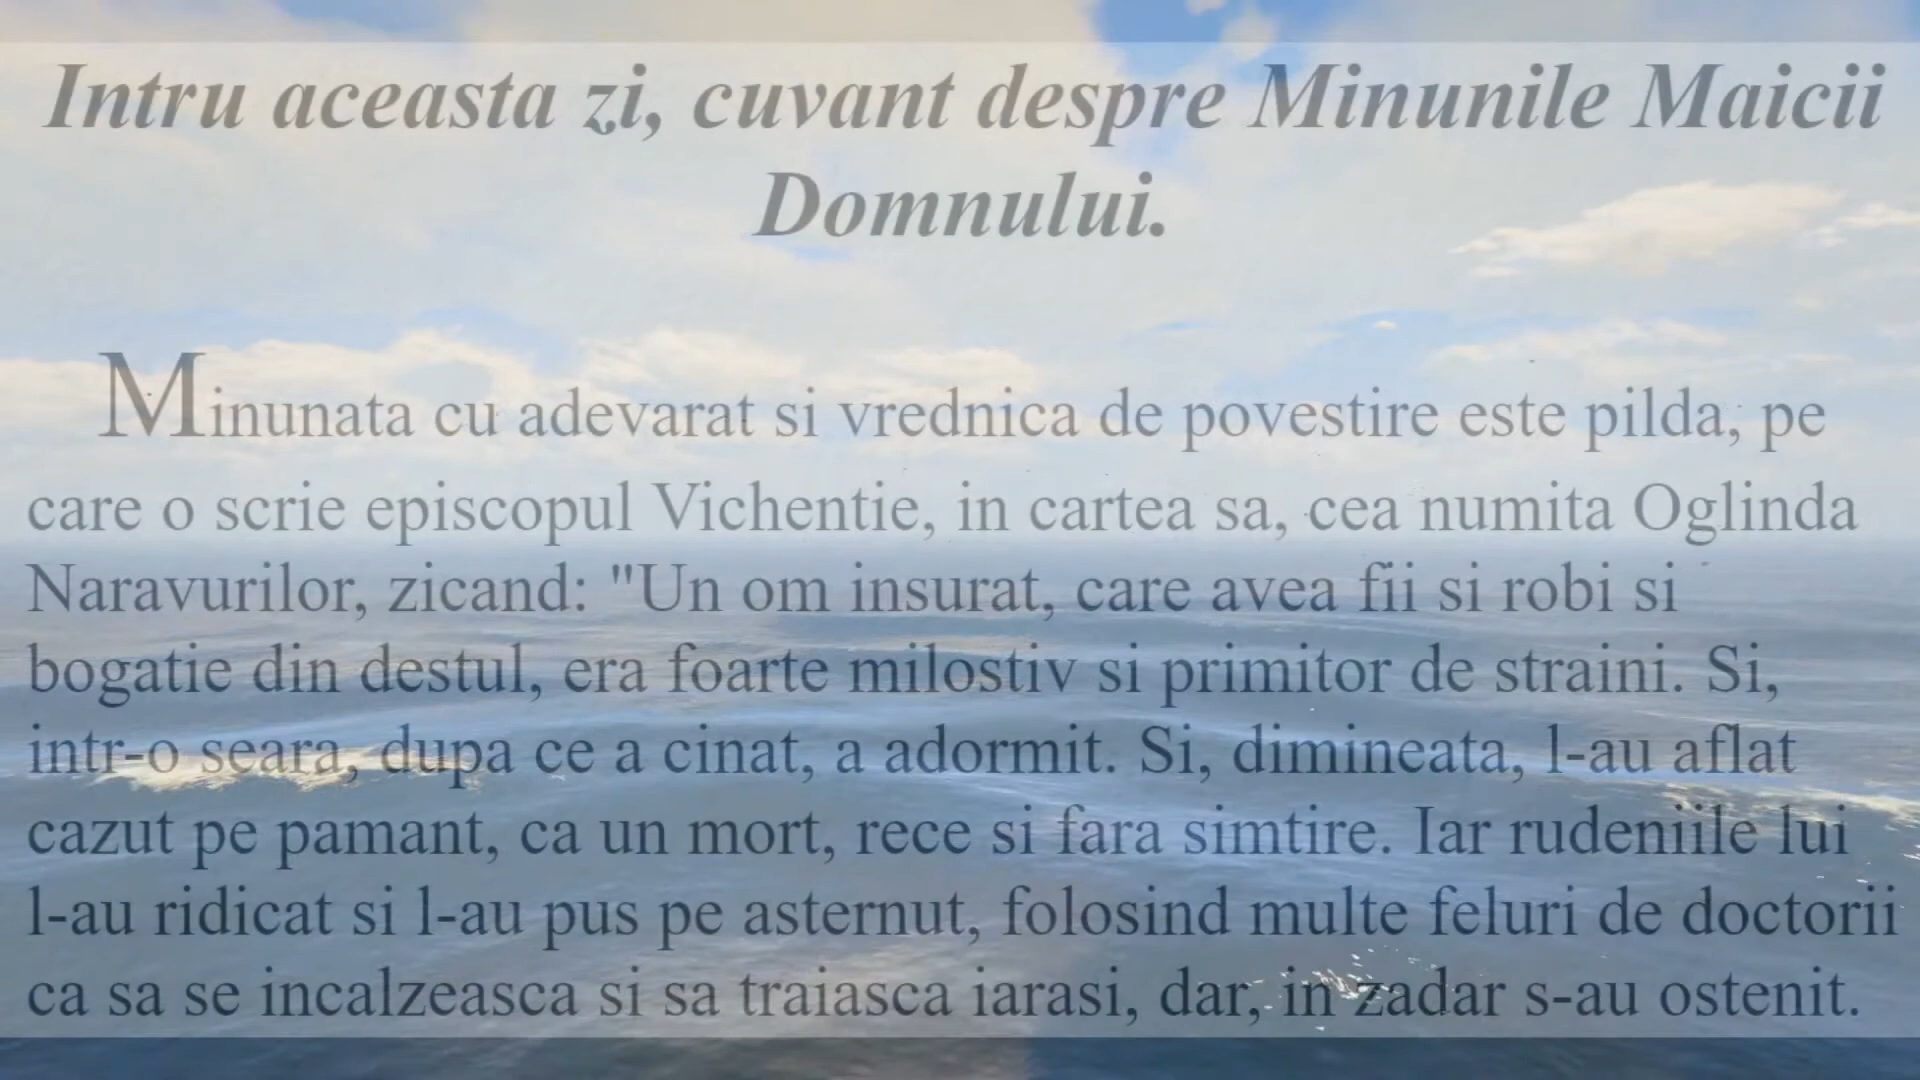 Intru aceasta zi, cuvant despre Minunile Maicii
Domnului.
Minunata cu adevarat si vrednica de povestire este pilda, pe
care o scrie episcopul Vichentie, in cartea sa, cea numita Oglinda
Naravurilor, zicand: "Un om insurat, care avea fii si robi si
bogatie din destul, era foarte milostiv si primitor de straini. Si,
intr-o seara, dupa ce a cinat, a adormit. Si, dimineata, l-au aflat
cazut pe pamant, ca un mort, rece si fara simtire. Iar rudeniile lui
l-au ridicat si l-au pus pe asternut, folosind multe feluri de doctorii
ca sa se incalzeasca si sa traiasca iarasi, dar, in zadar s-au ostenit.